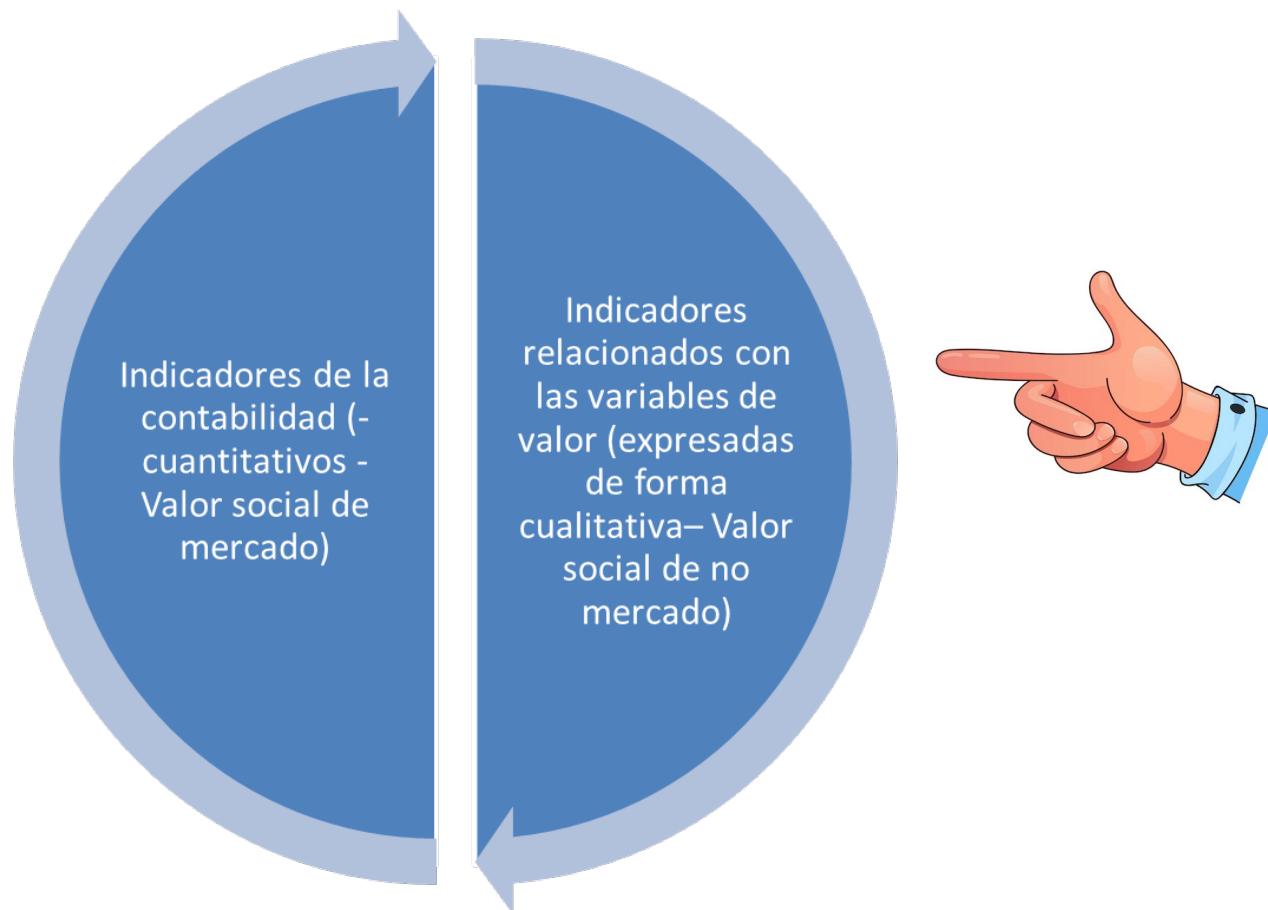 Indicadores de la
contabilidad (-
cuantitativos -
Valor social de
mercado)
Indicadores
relacionados con
las variables de
valor (expresadas
de forma
cualitativa– Valor
social de no
mercado)